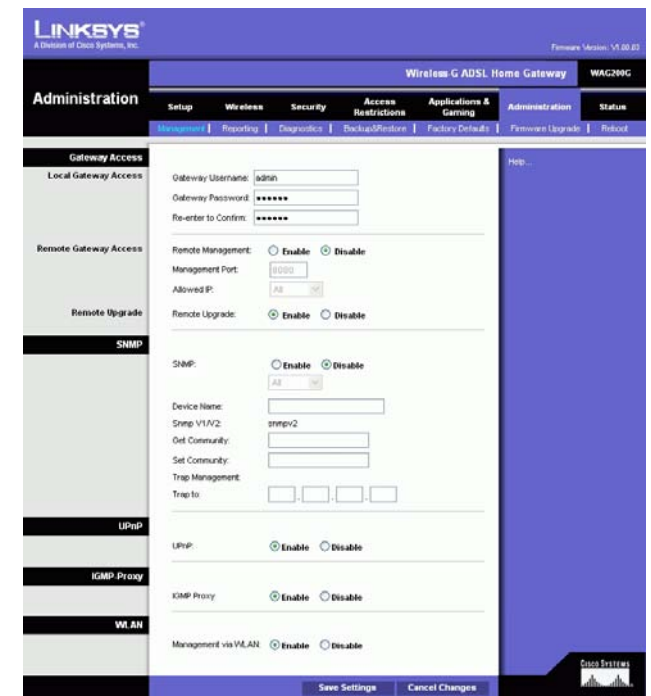 LINKSYS®
A Division of Cisco Systems, Inc.
Firmware Version: V1.00.03
Wireless-G ADSL Home Gateway WAG200G
Administration
Setup Wireless Security Access Restrictions Applications & Gaming Administration Status
Management | Reporting | Diagnostics | Backup&Restore | Factory Defaults | Firmware Upgrade | Reboot
Gateway Access
Local Gateway Access
Gateway Username: admin
Gateway Password: ••••••
Re-enter to Confirm: ••••••
Remote Gateway Access
Remote Management: Enable Disable
Management Port: 8080
Allowed IP: All
Remote Upgrade
Remote Upgrade: Enable Disable
SNMP
SNMP: Enable Disable
All
Device Name:
Snmp V1/V2: snmpv2
Get Community:
Set Community:
Trap Management:
Trap to: . . .
UPnP
UPnP: Enable Disable
IGMP-Proxy
IGMP Proxy Enable Disable
WLAN
Management via WLAN: Enable Disable
Help...
Save Settings Cancel Changes
CISCO SYSTEMS